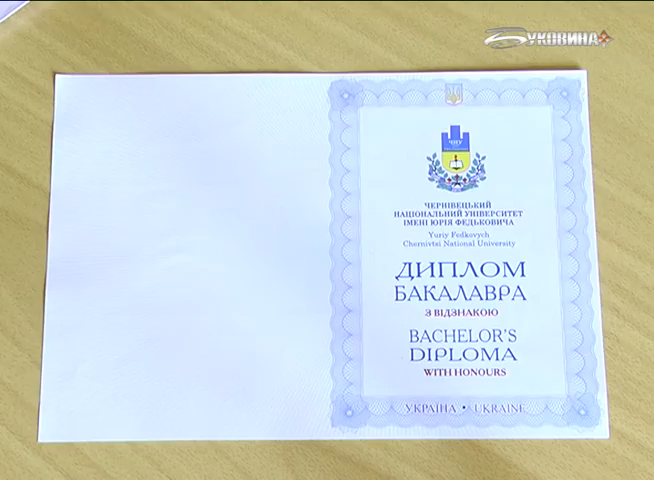 БУКОВИНА+
ЧНУ
ЧЕРНІВЕЦЬКИЙ
НАЦІОНАЛЬНИЙ УНІВЕРСИТЕТ
ІМЕНІ ЮРІЯ ФЕДЬКОВИЧА
Yuriy Fedkovych
Chernivtsi National University
ДИПЛОМ
БАКАЛАВРА
З ВІДЗНАКОЮ
BACHELOR'S
DIPLOMA
WITH HONOURS
УКРАЇНА • UKRAINE